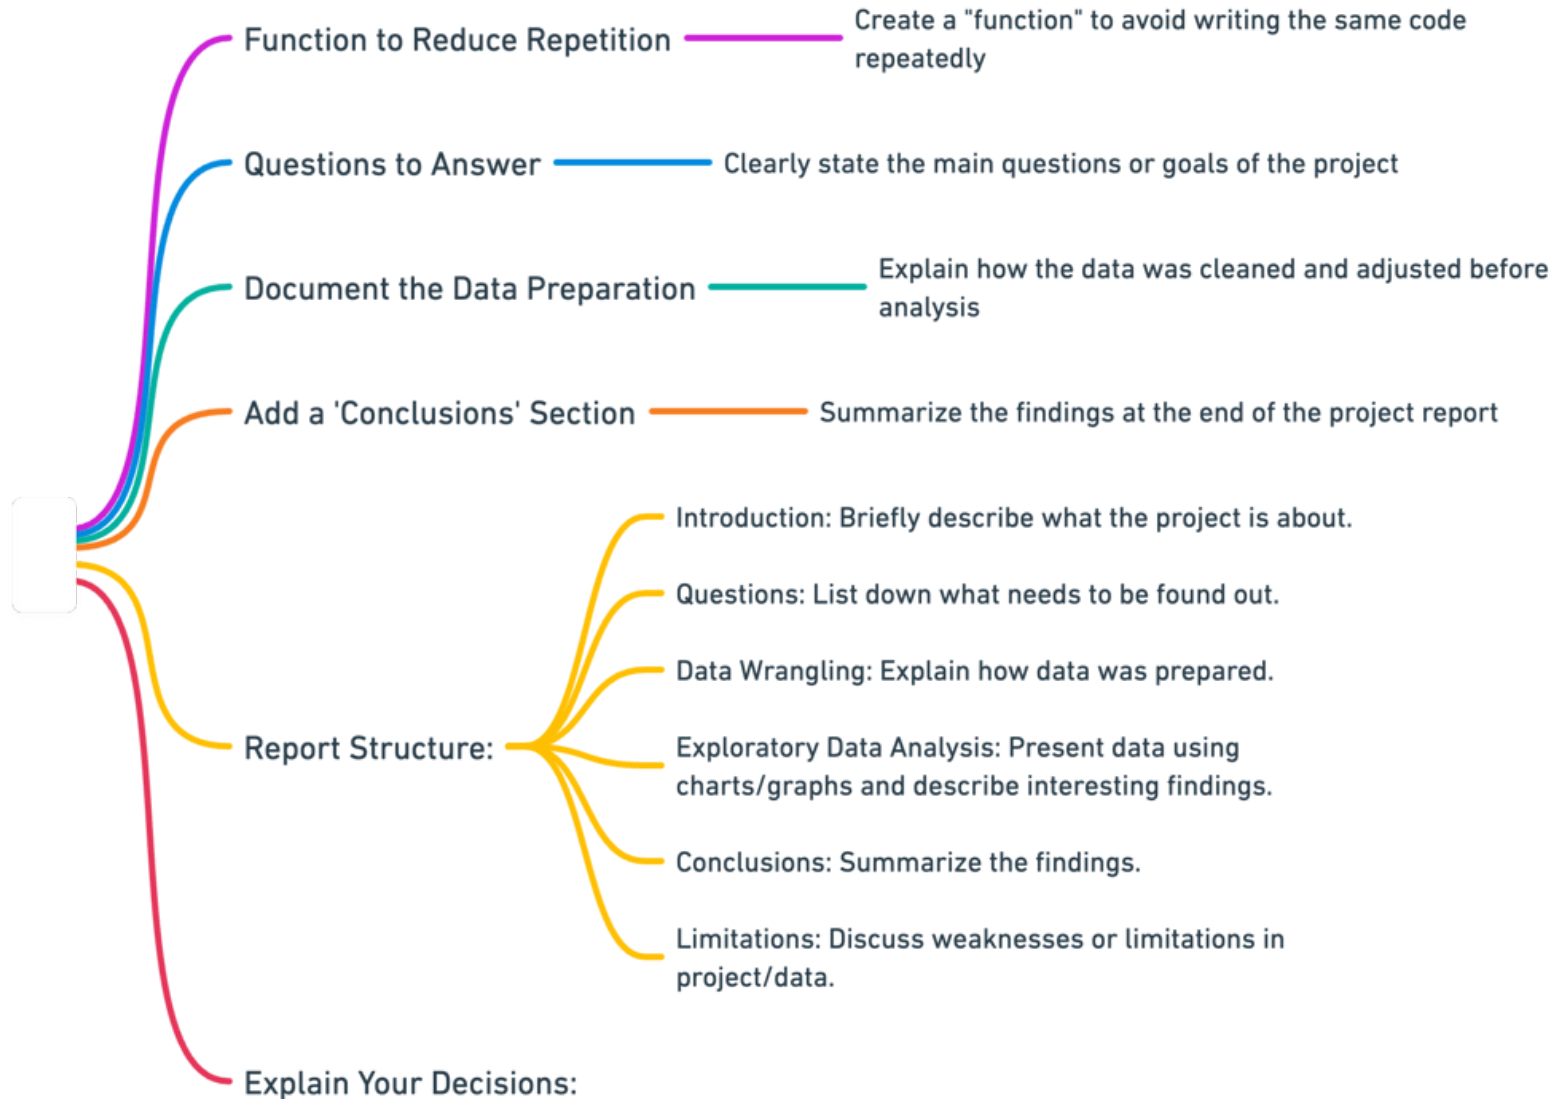 Function to Reduce Repetition
Create a "function" to avoid writing the same code
repeatedly
Questions to Answer
Clearly state the main questions or goals of the project
Document the Data Preparation
Explain how the data was cleaned and adjusted before
analysis
Add a 'Conclusions' Section
Summarize the findings at the end of the project report
Report Structure:
Introduction: Briefly describe what the project is about.
Questions: List down what needs to be found out.
Data Wrangling: Explain how data was prepared.
Exploratory Data Analysis: Present data using
charts/graphs and describe interesting findings.
Conclusions: Summarize the findings.
Limitations: Discuss weaknesses or limitations in
project/data.
Explain Your Decisions: